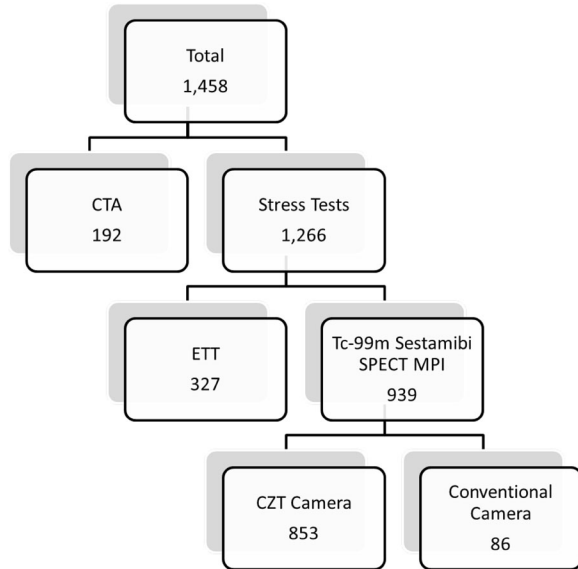 Total
1,458
CTA
192
Stress Tests
1,266
ETT
327
Tc-99m Sestamibi
SPECT MPI
939
CZT Camera
853
Conventional
Camera
86